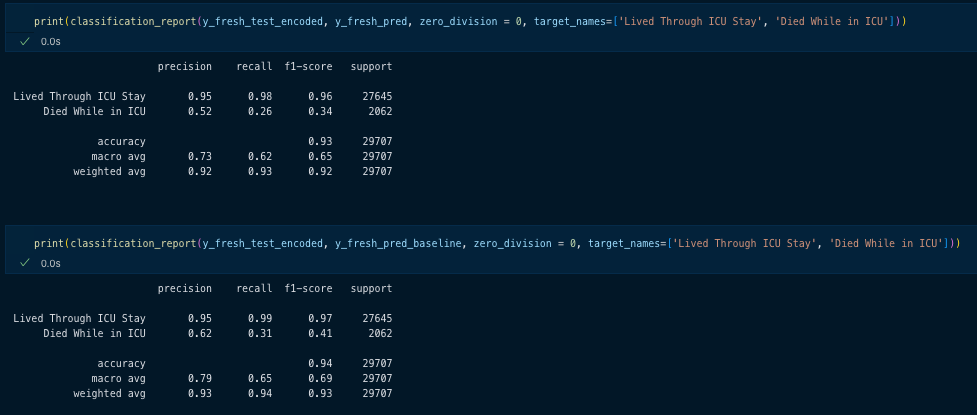 print(classification_report(y_fresh_test_encoded, y_fresh_pred, zero_division = 0, target_names=['Lived Through ICU Stay', 'Died While in ICU']))
✓ 0.0s
precision recall f1-score support
Lived Through ICU Stay 0.95 0.98 0.96 27645
Died While in ICU 0.52 0.26 0.34 2062
accuracy 0.93 29707
macro avg 0.73 0.62 0.65 29707
weighted avg 0.92 0.93 0.92 29707
print(classification_report(y_fresh_test_encoded, y_fresh_pred_baseline, zero_division = 0, target_names=['Lived Through ICU Stay', 'Died While in ICU']))
✓ 0.0s
precision recall f1-score support
Lived Through ICU Stay 0.95 0.99 0.97 27645
Died While in ICU 0.62 0.31 0.41 2062
accuracy 0.94 29707
macro avg 0.79 0.65 0.69 29707
weighted avg 0.93 0.94 0.93 29707